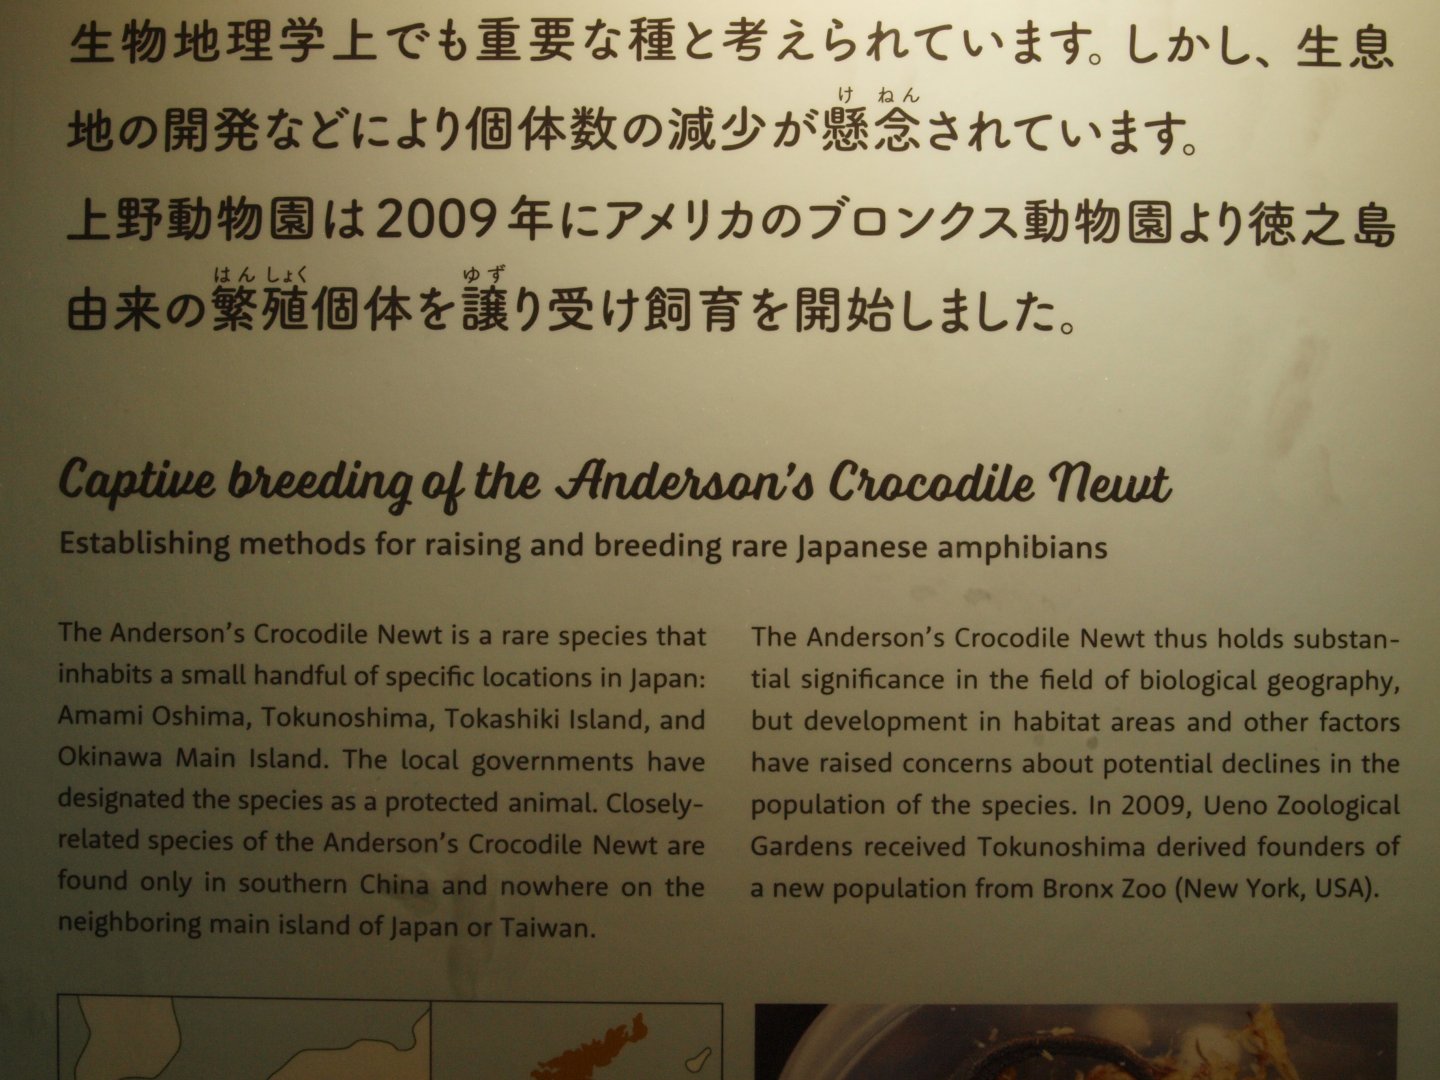 生物地理学上でも重要な種と考えられています。しかし、生息
地の開発などにより個体数の減少が懸念されています。
けねん
上野動物園は2009年にアメリカのブロンクス動物園より徳之島
由来の繁殖個体を譲り受け飼育を開始しました。
はんしょく
ゆず
Captive breeding of the Anderson's Crocodile Newt
Establishing methods for raising and breeding rare Japanese amphibians
The Anderson's Crocodile Newt is a rare species that
inhabits a small handful of specific locations in Japan:
Amami Oshima, Tokunoshima, Tokashiki Island, and
Okinawa Main Island. The local governments have
designated the species as a protected animal. Closely-
related species of the Anderson's Crocodile Newt are
found only in southern China and nowhere on the
neighboring main island of Japan or Taiwan.
The Anderson's Crocodile Newt thus holds substan-
tial significance in the field of biological geography,
but development in habitat areas and other factors
have raised concerns about potential declines in the
population of the species. In 2009, Ueno Zoological
Gardens received Tokunoshima derived founders of
a new population from Bronx Zoo (New York, USA).